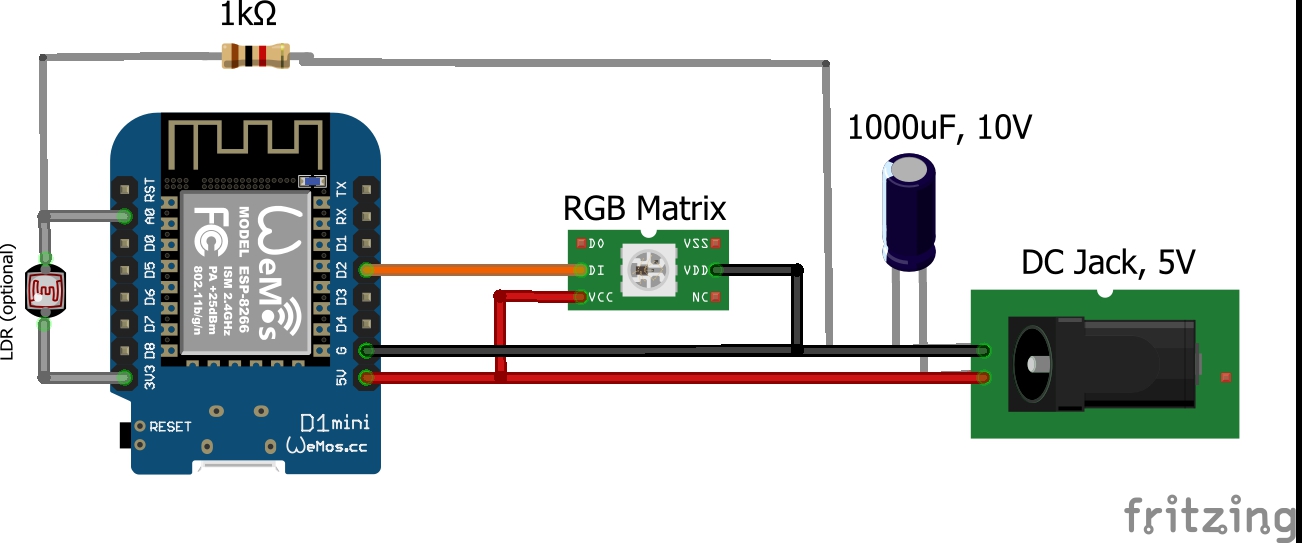 1kΩ
1000uF, 10V
RGB Matrix
DC Jack, 5V
LDR (optional)
RST
A0
D0
D5
D6
D7
D8
3V3
TX
RX
D1
D2
D3
D4
G
5V
WeMos
MODEL ESP-8266
ISM 2.4GHz
PA +25dBm
802.11b/g/n
FC
DO
DI
VCC
VSS
VDD
NC
RESET
D1mini
WeMos.cc
fritzing